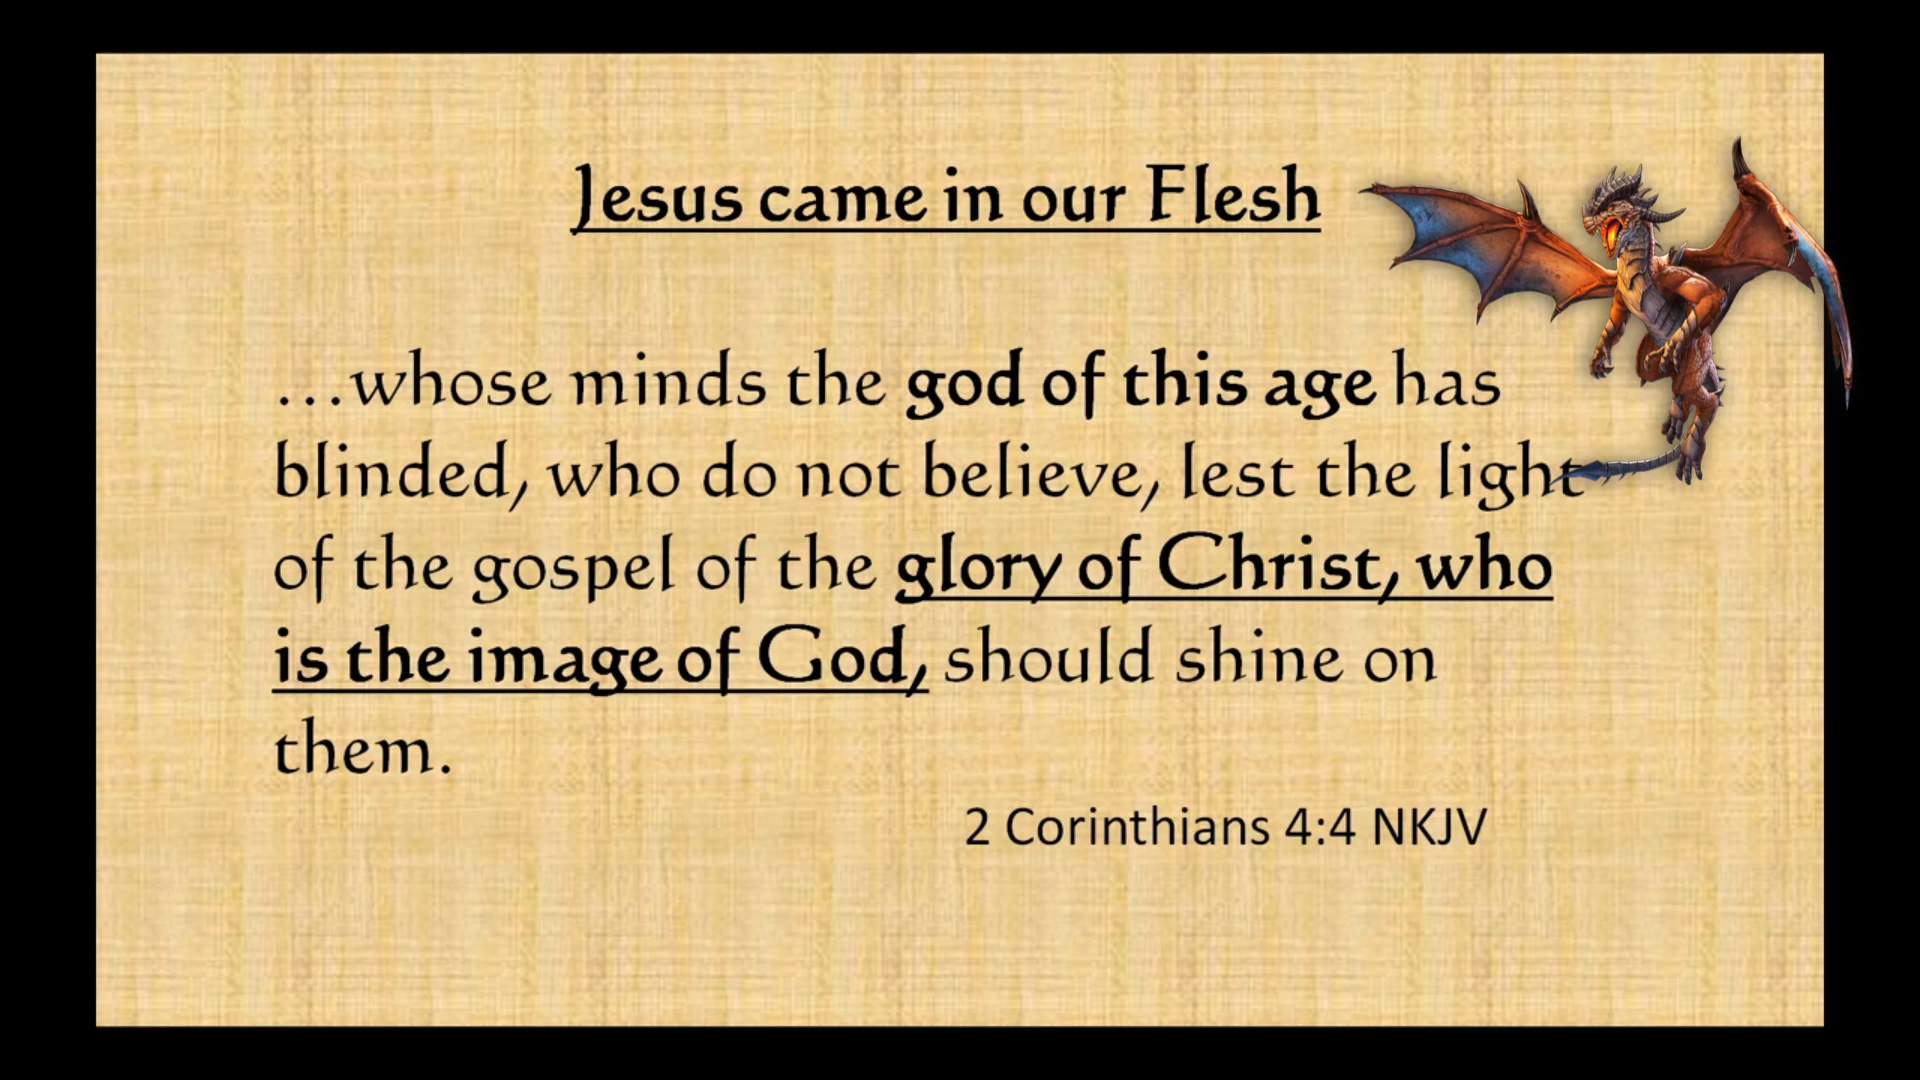 Jesus came in our Flesh
...whose minds the god of this age has
blinded, who do not believe, lest the light
of the gospel of the glory of Christ, who
is the image of God, should shine on
them.
2 Corinthians 4:4 NKJV